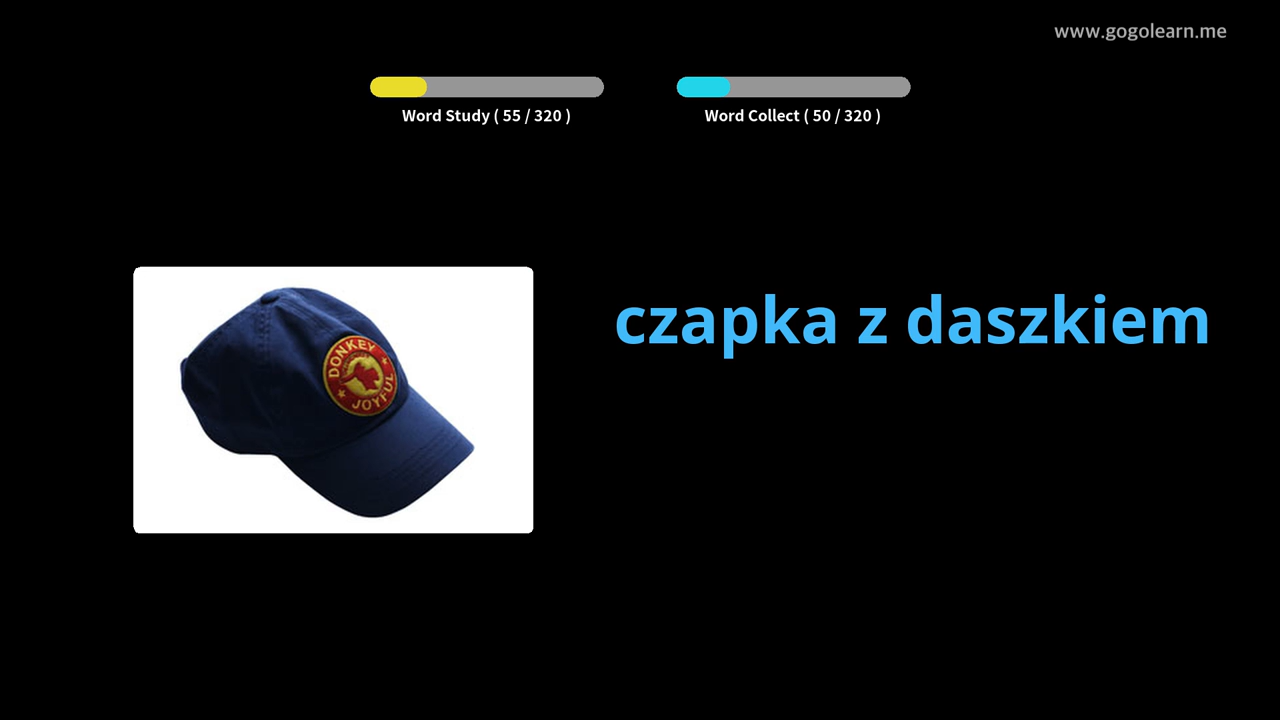 www.gogolearn.me
Word Study ( 55 / 320 )
Word Collect ( 50 / 320 )
czapka z daszkiem
DONKEY
JOYFUL